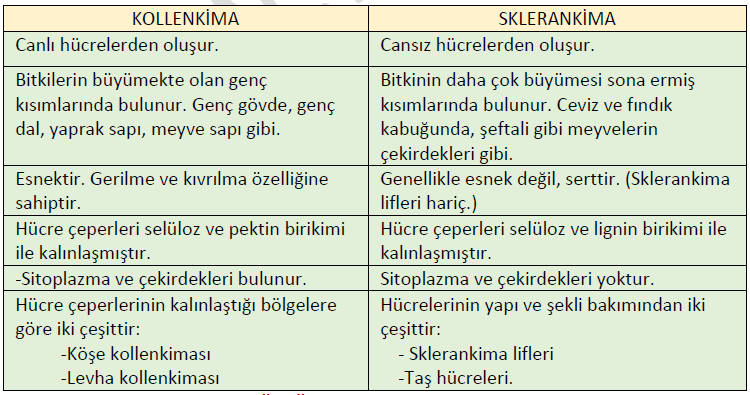 KOLLENKİMA
SKLERANKİMA
Canlı hücrelerden oluşur.
Cansız hücrelerden oluşur.
Bitkilerin büyümekte olan genç
kısımlarında bulunur. Genç gövde, genç
dal, yaprak sapı, meyve sapı gibi.
Bitkinin daha çok büyümesi sona ermiş
kısımlarında bulunur. Ceviz ve fındık
kabuğunda, şeftali gibi meyvelerin
çekirdekleri gibi.
Esnektir. Gerilme ve kıvrılma özelliğine
sahiptir.
Genellikle esnek değil, serttir. (Sklerankima
lifleri hariç.)
Hücre çeperleri selüloz ve pektin birikimi
ile kalınlaşmıştır.
Hücre çeperleri selüloz ve lignin birikimi ile
kalınlaşmıştır.
-Sitoplazma ve çekirdekleri bulunur.
Sitoplazma ve çekirdekleri yoktur.
Hücre çeperlerinin kalınlaştığı bölgelere
göre iki çeşittir:
-Köşe kollenkiması
-Levha kollenkiması
Hücrelerinin yapı ve şekli bakımından iki
çeşittir:
- Sklerankima lifleri
-Taş hücreleri.